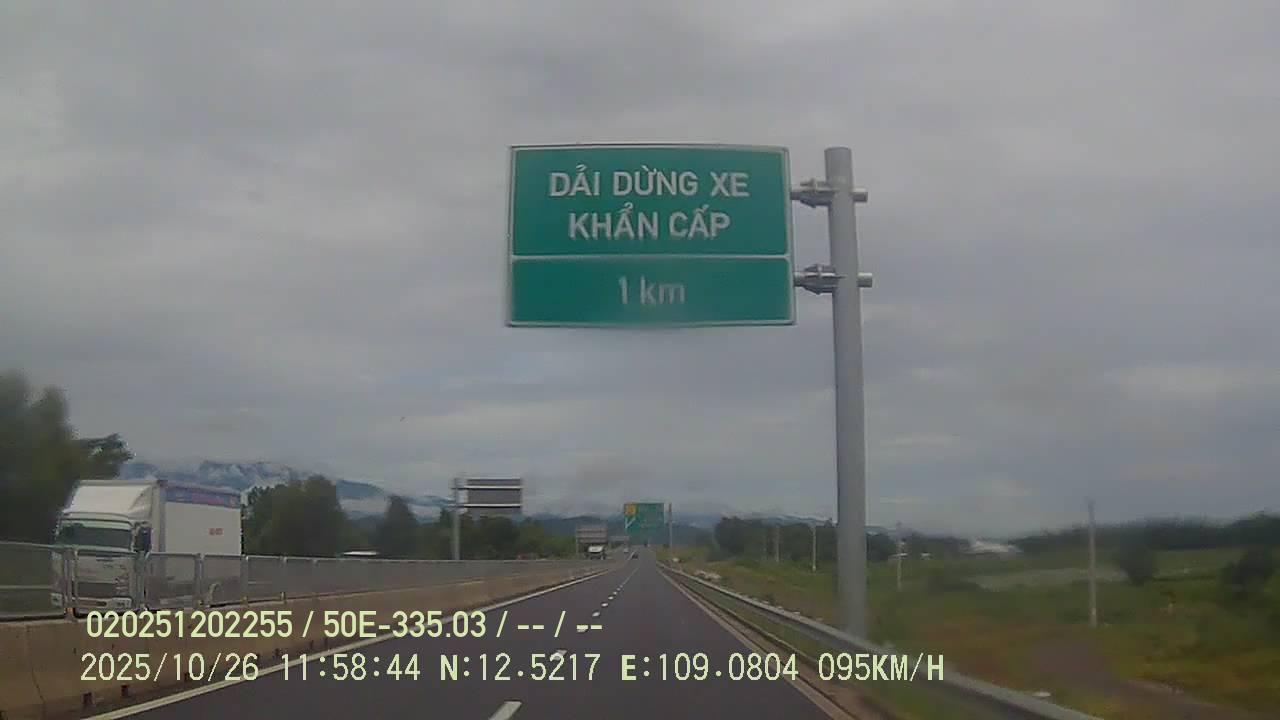 DẢI DỪNG XE
KHẨN CẤP
1 km
020251202255 / 50E-335.03 / -- / --
2025/10/26 11:58:44 N:12.5217 E:109.0804 095KM/H